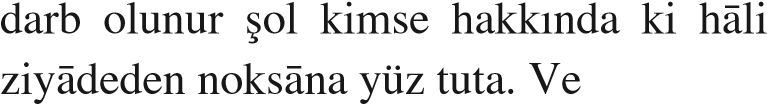 darb olunur şol kimse hakkında ki hāli
ziyādeden noksāna yüz tuta. Ve